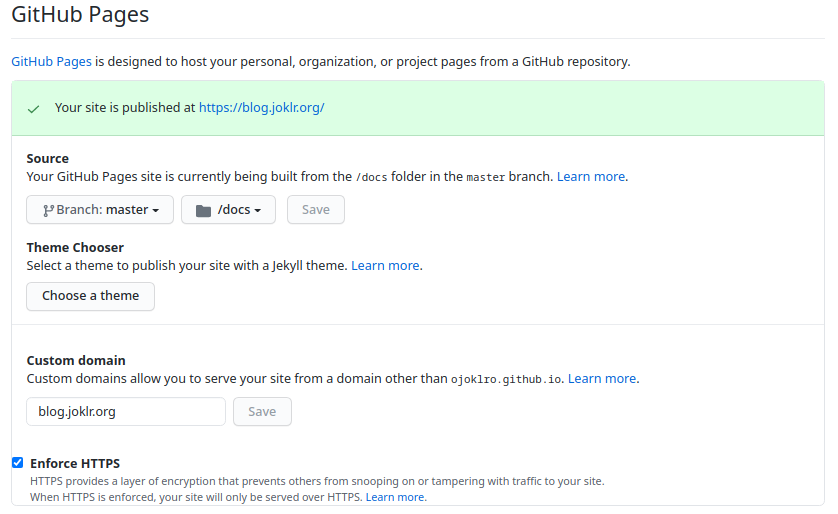 GitHub Pages
GitHub Pages is designed to host your personal, organization, or project pages from a GitHub repository.
Your site is published at https://blog.joklr.org/
Source
Your GitHub Pages site is currently being built from the /docs folder in the master branch. Learn more.
Branch: master /docs Save
Theme Chooser
Select a theme to publish your site with a Jekyll theme. Learn more.
Choose a theme
Custom domain
Custom domains allow you to serve your site from a domain other than ojoklro.github.io. Learn more.
blog.joklr.org Save
Enforce HTTPS
HTTPS provides a layer of encryption that prevents others from snooping on or tampering with traffic to your site.
When HTTPS is enforced, your site will only be served over HTTPS. Learn more.